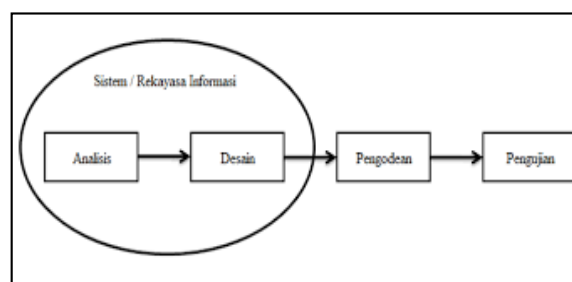 Sistem / Rekayasa Informasi
Analisis
Desain
Pengodean
Pengujian